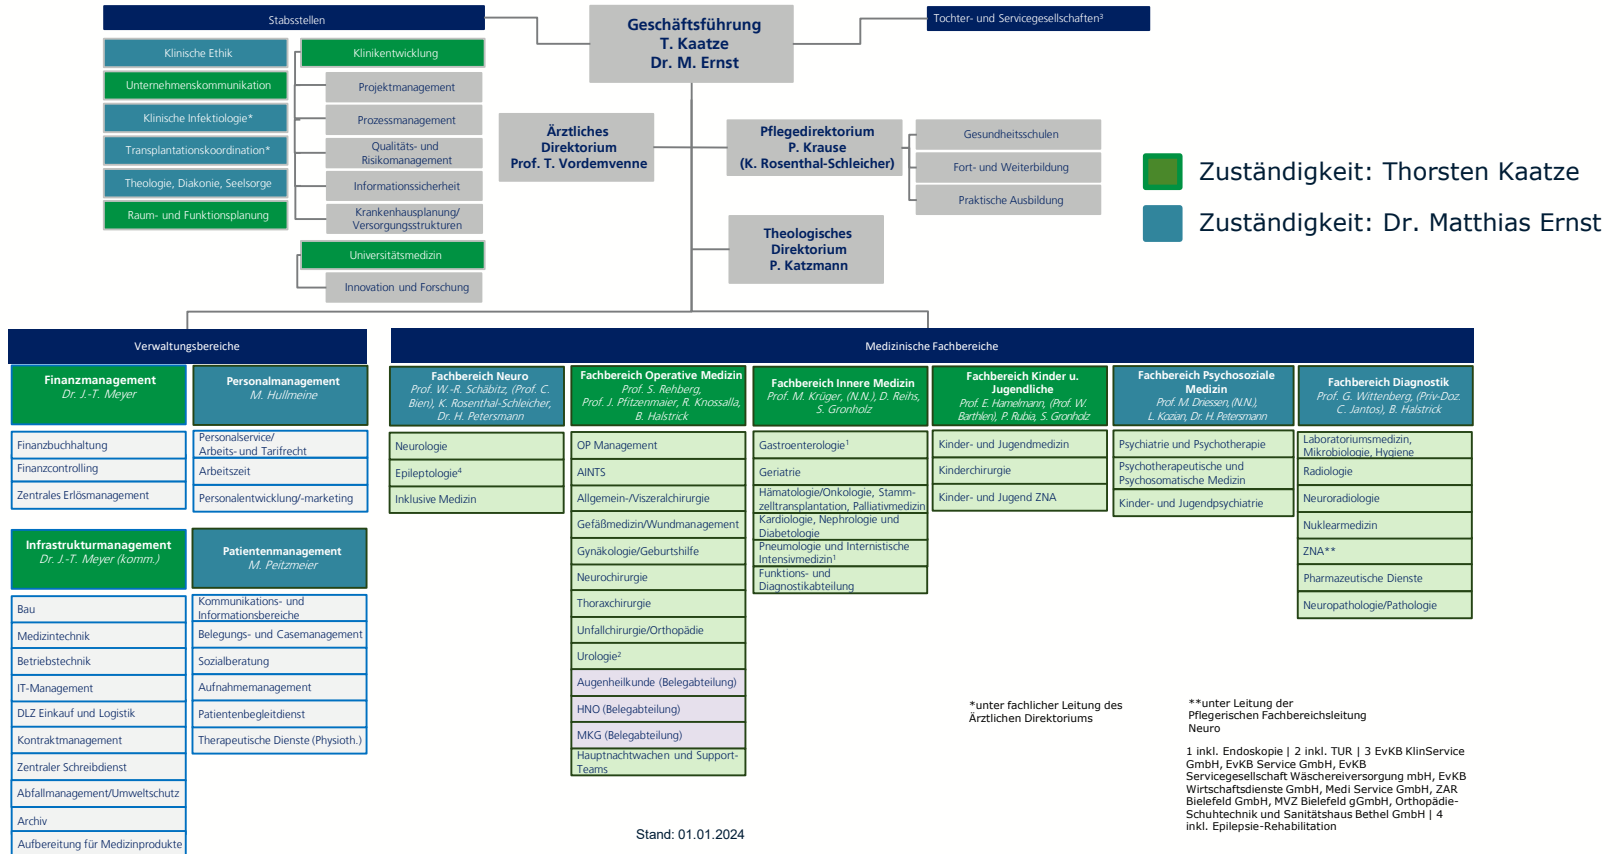 Stabsstellen
Geschäftsführung
T. Kaatze
Dr. M. Ernst
Tochter- und Servicegesellschaften³
Klinische Ethik
Unternehmenskommunikation
Klinische Infektiologie*
Transplantationskoordination*
Theologie, Diakonie, Seelsorge
Raum- und Funktionsplanung
Klinikentwicklung
Projektmanagement
Prozessmanagement
Qualitäts- und
Risikomanagement
Informationssicherheit
Krankenhausplanung/
Versorgungsstrukturen
Universitätsmedizin
Innovation und Forschung
Ärztliches
Direktorium
Prof. T. Vordemvenne
Pflegedirektorium
P. Krause
(K. Rosenthal-Schleicher)
Gesundheitsschulen
Fort- und Weiterbildung
Praktische Ausbildung
Theologisches
Direktorium
P. Katzmann
Zuständigkeit: Thorsten Kaatze
Zuständigkeit: Dr. Matthias Ernst
Verwaltungsbereiche
Finanzmanagement
Dr. J.-T. Meyer
Finanzbuchhaltung
Finanzcontrolling
Zentrales Erlösmanagement
Personalmanagement
M. Hullmeine
Personalservice/
Arbeits- und Tarifrecht
Arbeitszeit
Personalentwicklung/-marketing
Infrastrukturmanagement
Dr. J.-T. Meyer (komm.)
Bau
Medizintechnik
Betriebstechnik
IT-Management
DLZ Einkauf und Logistik
Kontraktmanagement
Zentraler Schreibdienst
Abfallmanagement/Umweltschutz
Archiv
Aufbereitung für Medizinprodukte
Patientenmanagement
M. Peitzmeier
Kommunikations- und
Informationsbereiche
Belegungs- und Casemanagement
Sozialberatung
Aufnahmemanagement
Patientenbegleitdienst
Therapeutische Dienste (Physioth.)
Medizinische Fachbereiche
Fachbereich Neuro
Prof. W.-R. Schäbitz, (Prof. C.
Bien), K. Rosenthal-Schleicher,
Dr. H. Petersmann
Neurologie
Epileptologie⁴
Inklusive Medizin
Fachbereich Operative Medizin
Prof. S. Rehberg,
Prof. J. Pfitzenmaier, R. Knossalla,
B. Halstrick
OP Management
AINTS
Allgemein-/Viszeralchirurgie
Gefäßmedizin/Wundmanagement
Gynäkologie/Geburtshilfe
Neurochirurgie
Thoraxchirurgie
Unfallchirurgie/Orthopädie
Urologie²
Augenheilkunde (Belegabteilung)
HNO (Belegabteilung)
MKG (Belegabteilung)
Hauptnachtwachen und Support-
Teams
Fachbereich Innere Medizin
Prof. M. Krüger, (N.N.), D. Reihs,
S. Gronholz
Gastroenterologie¹
Geriatrie
Hämatologie/Onkologie, Stamm-
zelltransplantation, Palliativmedizin
Kardiologie, Nephrologie und
Diabetologie
Pneumologie und Internistische
Intensivmedizin¹
Funktions- und
Diagnostikabteilung
Fachbereich Kinder u.
Jugendliche
Prof. E. Hamelmann, (Prof. W.
Barthlen), P. Rubia, S. Gronholz
Kinder- und Jugendmedizin
Kinderchirurgie
Kinder- und Jugend ZNA
Fachbereich Psychosoziale
Medizin
Prof. M. Driessen, (N.N.),
L. Kozian, Dr. H. Petersmann
Psychiatrie und Psychotherapie
Psychotherapeutische und
Psychosomatische Medizin
Kinder- und Jugendpsychiatrie
Fachbereich Diagnostik
Prof. G. Wittenberg, (Priv-Doz.
C. Jantos), B. Halstrick
Laboratoriumsmedizin,
Mikrobiologie, Hygiene
Radiologie
Neuroradiologie
Nuklearmedizin
ZNA**
Pharmazeutische Dienste
Neuropathologie/Pathologie
*unter fachlicher Leitung des
Ärztlichen Direktoriums
**unter Leitung der
Pflegerischen Fachbereichsleitung
Neuro
1 inkl. Endoskopie | 2 inkl. TUR | 3 EvKB KlinService
GmbH, EvKB Service GmbH, EvKB
Servicegesellschaft Wäschereiversorgung mbH, EvKB
Wirtschaftsdienste GmbH, Medi Service GmbH, ZAR
Bielefeld GmbH, MVZ Bielefeld gGmbH, Orthopädie-
Schuhtechnik und Sanitätshaus Bethel GmbH | 4
inkl. Epilepsie-Rehabilitation
Stand: 01.01.2024